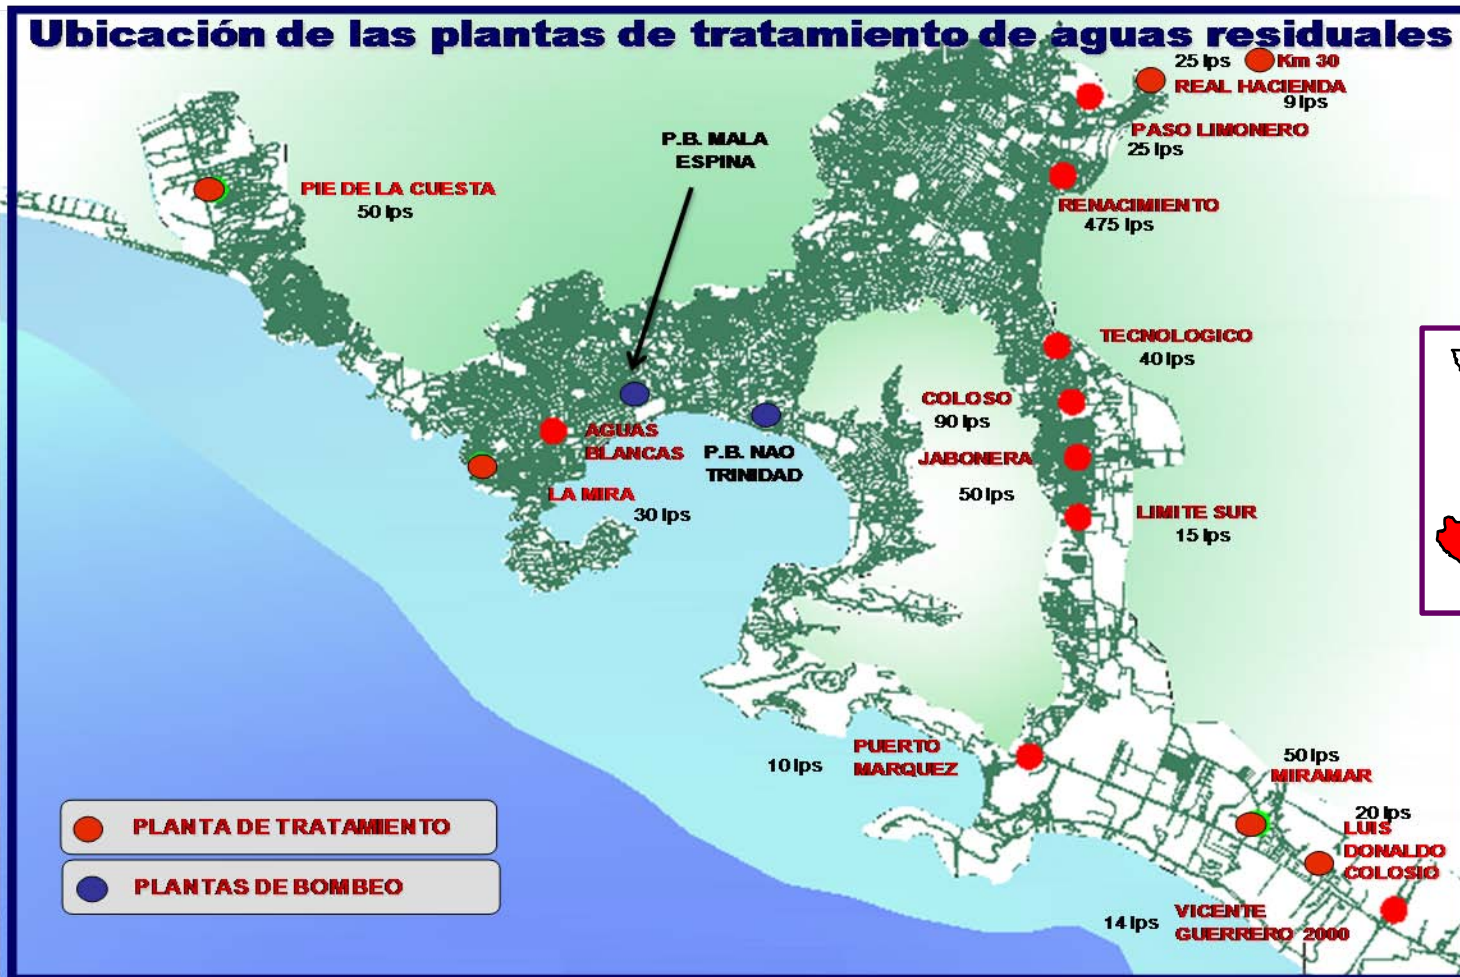 Ubicación de las plantas de tratamiento de aguas residuales
25 lps
Km 30
REAL HACIENDA
9 lps
PASO LIMONERO
25 lps
P.B. MALA
ESPINA
PIE DE LA CUESTA
50 lps
RENACIMIENTO
475 lps
TECNOLOGICO
40 lps
COLOSO
90 lps
AGUAS
BLANCAS
P.B. NAO
TRINIDAD
JABONERA
50 lps
LA MIRA
30 lps
LIMITE SUR
15 lps
PUERTO
MARQUEZ
10 lps
50 lps
MIRAMAR
20 lps
LUIS
DONALDO
COLOSIO
14 lps
VICENTE
GUERRERO 2000
PLANTA DE TRATAMIENTO
PLANTAS DE BOMBEO